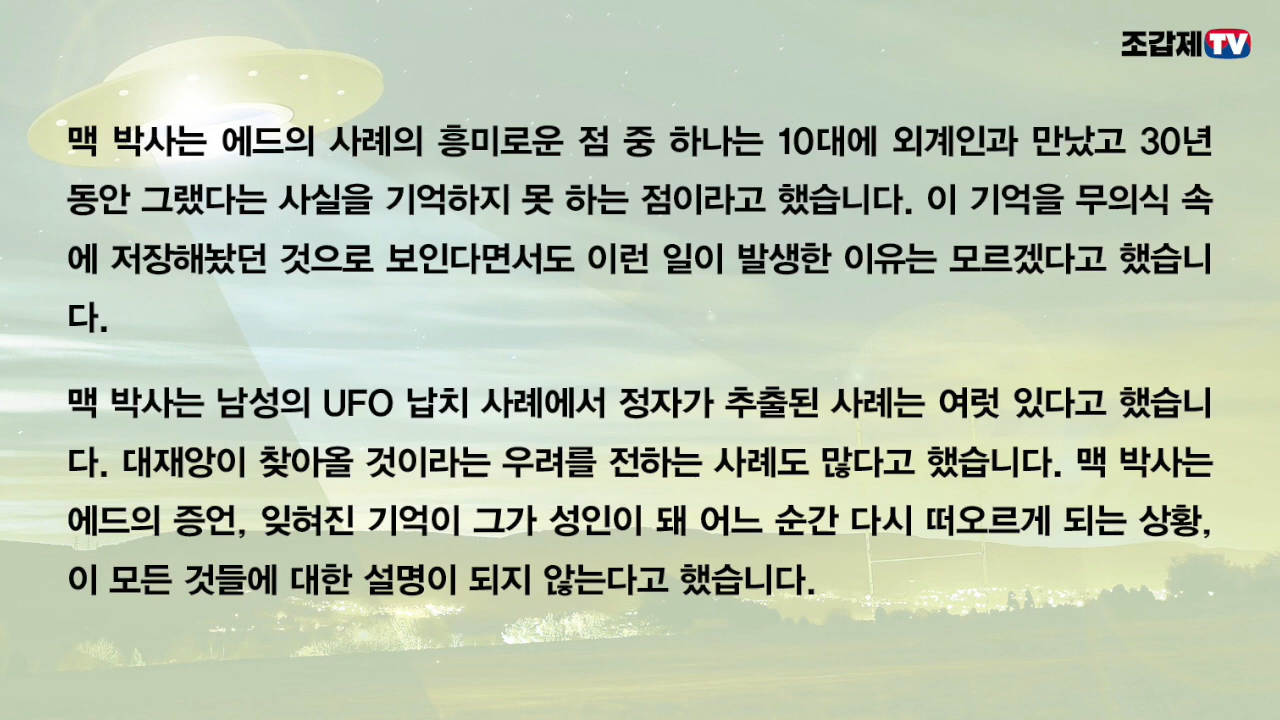 조갑제TV
맥 박사는 에드의 사례의 흥미로운 점 중 하나는 10대에 외계인과 만났고 30년
동안 그랬다는 사실을 기억하지 못 하는 점이라고 했습니다. 이 기억을 무의식 속
에 저장해놨던 것으로 보인다면서도 이런 일이 발생한 이유는 모르겠다고 했습니
다.
맥 박사는 남성의 UFO 납치 사례에서 정자가 추출된 사례는 여럿 있다고 했습니
다. 대재앙이 찾아올 것이라는 우려를 전하는 사례도 많다고 했습니다. 맥 박사는
에드의 증언, 잊혀진 기억이 그가 성인이 돼 어느 순간 다시 떠오르게 되는 상황,
이 모든 것들에 대한 설명이 되지 않는다고 했습니다.